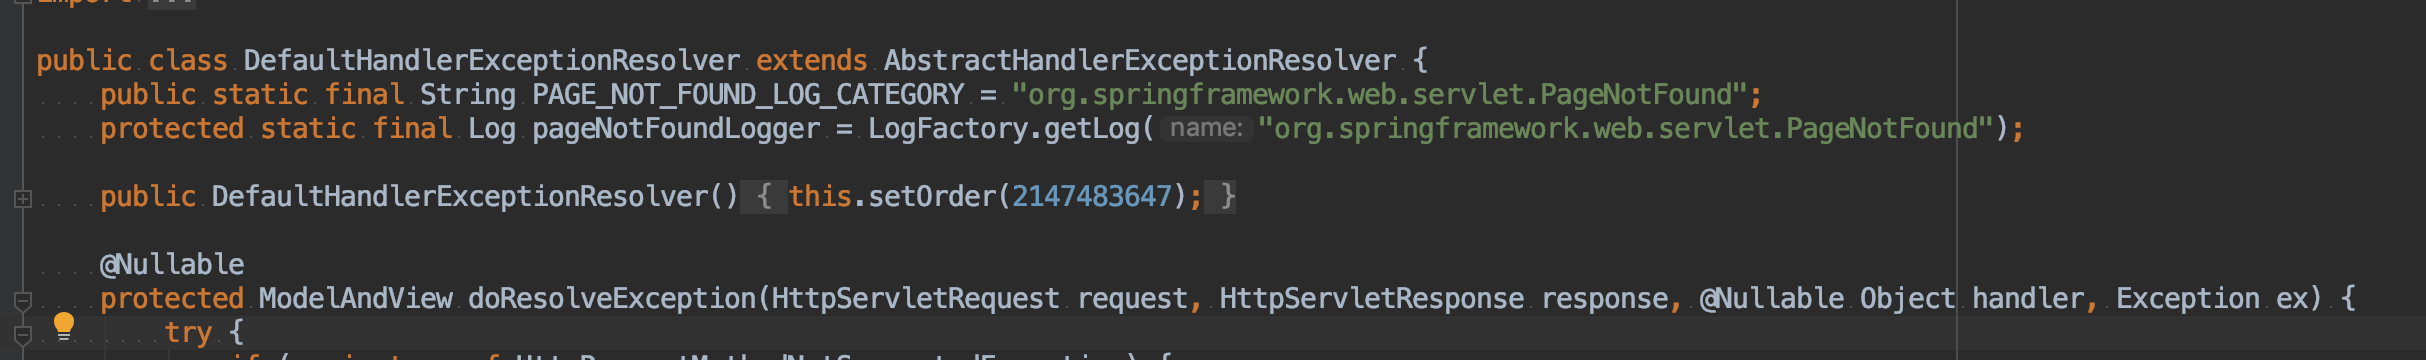 import ...
public class DefaultHandlerExceptionResolver extends AbstractHandlerExceptionResolver {
public static final String PAGE_NOT_FOUND_LOG_CATEGORY = "org.springframework.web.servlet.PageNotFound";
protected static final Log pageNotFoundLogger = LogFactory.getLog( name: "org.springframework.web.servlet.PageNotFound");
public DefaultHandlerExceptionResolver() { this.setOrder(2147483647); }
@Nullable
protected ModelAndView doResolveException(HttpServletRequest request, HttpServletResponse response, @Nullable Object handler, Exception ex) {
try {